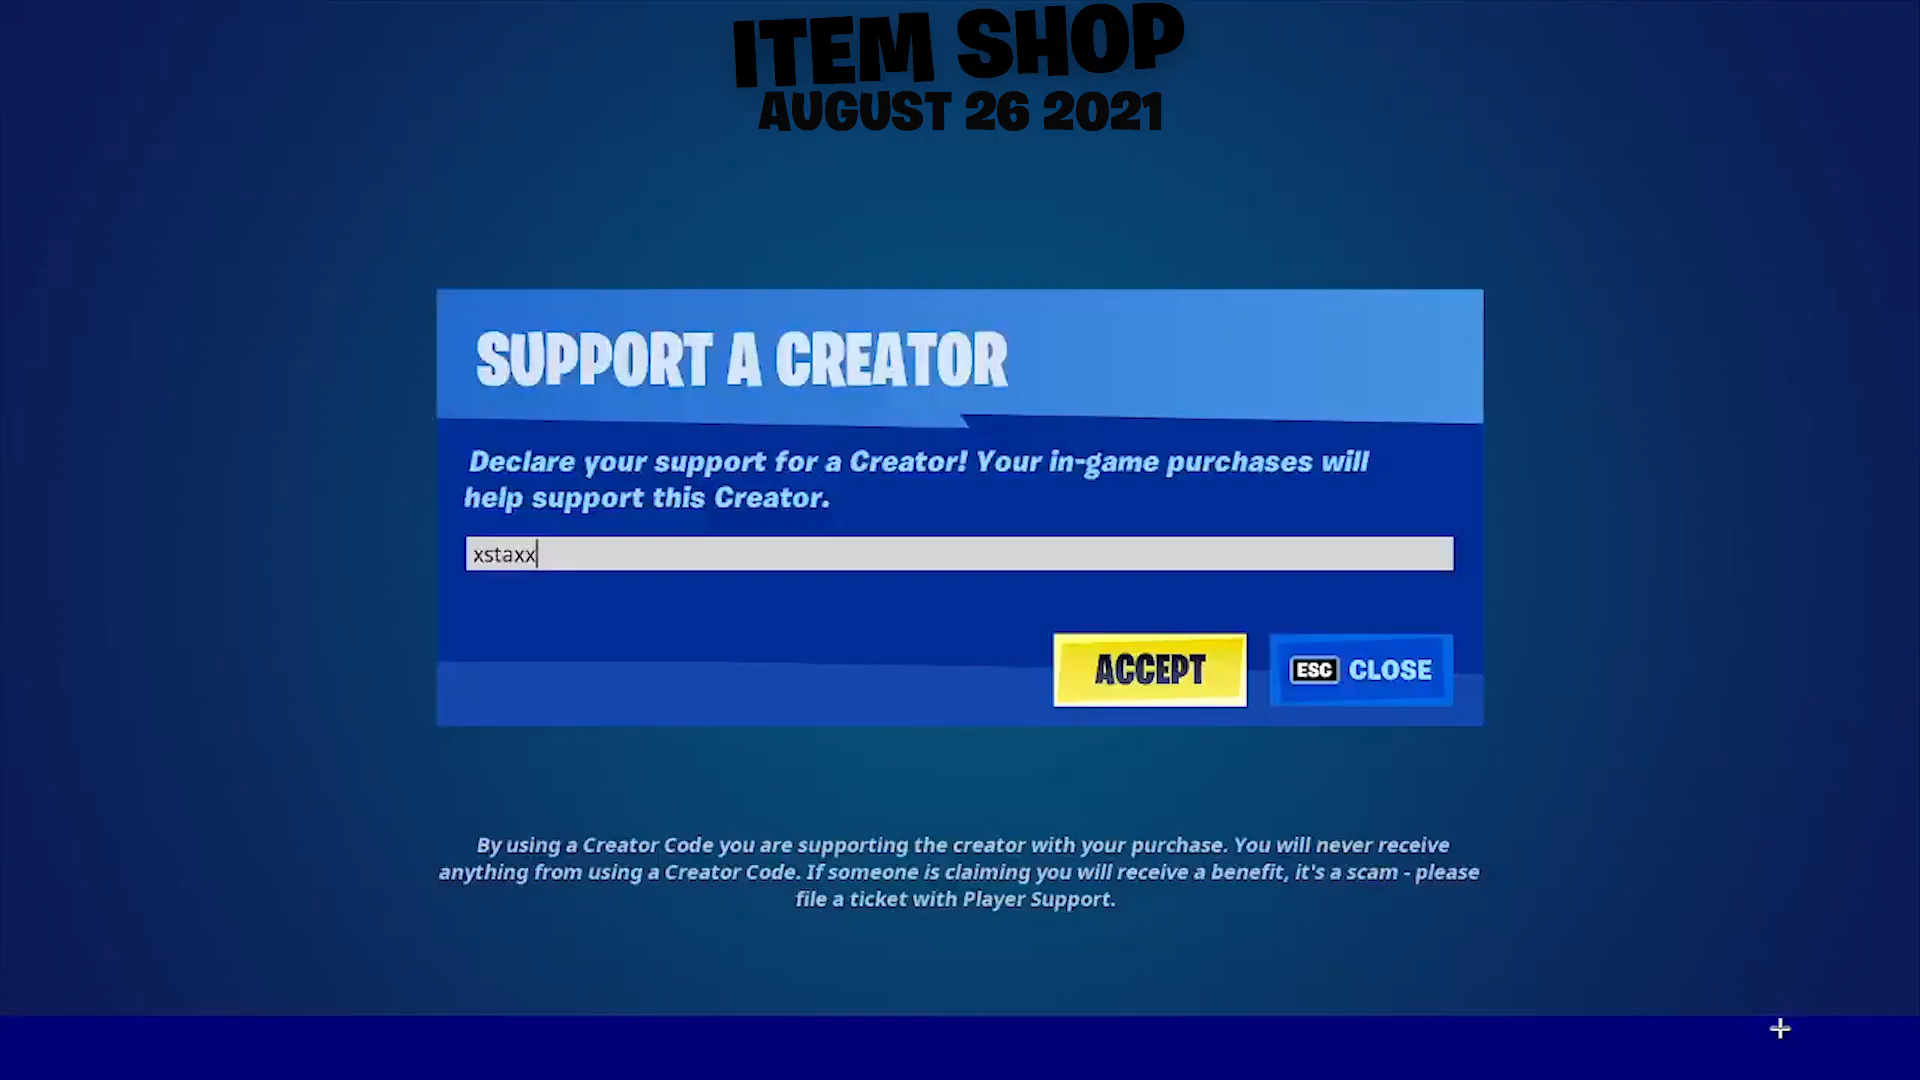 ITEM SHOP
AUGUST 26 2021
SUPPORT A CREATOR
Declare your support for a Creator! Your in-game purchases will
help support this Creator.
xstaxx
ACCEPT
ESC CLOSE
By using a Creator Code you are supporting the creator with your purchase. You will never receive
anything from using a Creator Code. If someone is claiming you will receive a benefit, it's a scam - please
file a ticket with Player Support.